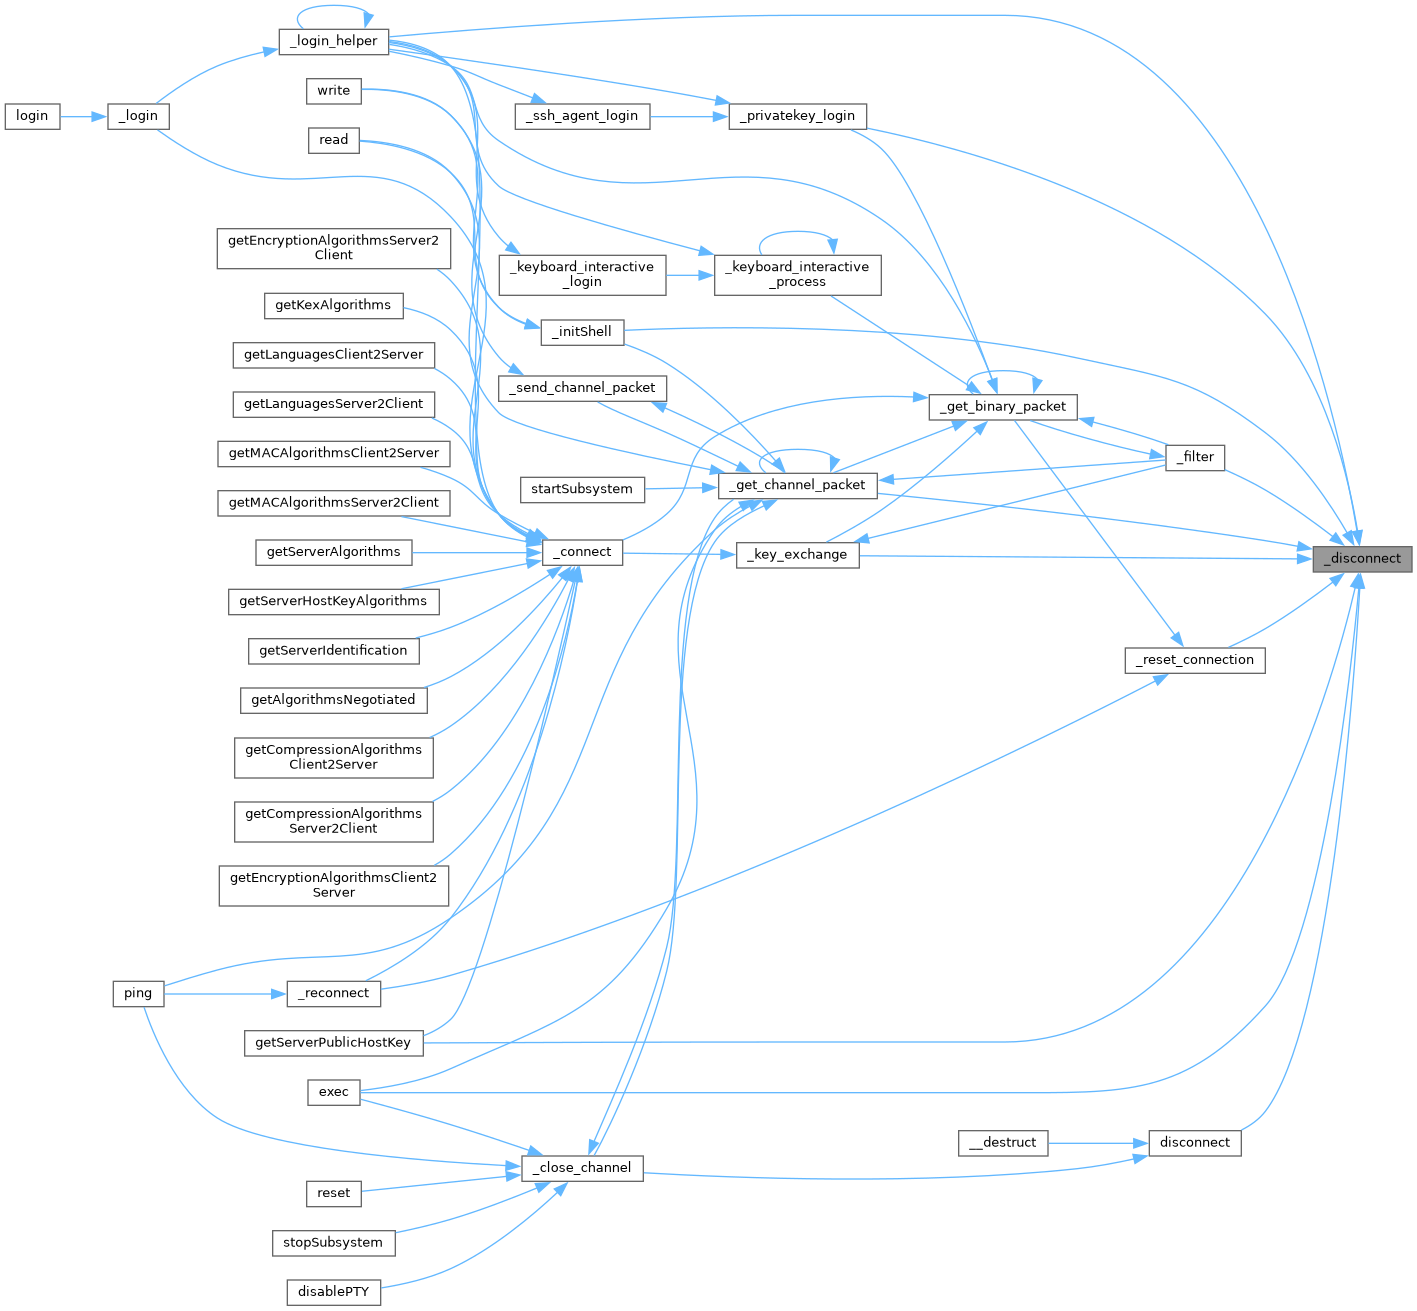 _login_helper
write
login
_login
_ssh_agent_login
_privatekey_login
read
getEncryptionAlgorithmsServer2
Client
_keyboard_interactive
_login
_keyboard_interactive
_process
getKexAlgorithms
_initShell
getLanguagesClient2Server
_send_channel_packet
getLanguagesServer2Client
_get_binary_packet
getMACAlgorithmsClient2Server
_filter
startSubsystem
_get_channel_packet
getMACAlgorithmsServer2Client
getServerAlgorithms
_connect
_key_exchange
_disconnect
getServerHostKeyAlgorithms
getServerIdentification
_reset_connection
getAlgorithmsNegotiated
getCompressionAlgorithms
Client2Server
getCompressionAlgorithms
Server2Client
getEncryptionAlgorithmsClient2
Server
ping
_reconnect
getServerPublicHostKey
exec
__destruct
disconnect
_close_channel
reset
stopSubsystem
disablePTY